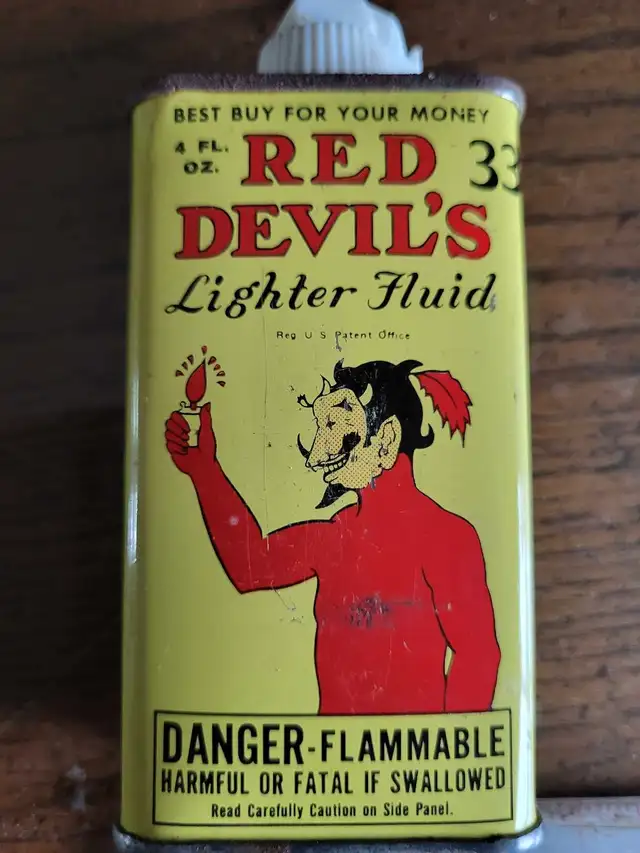 BEST BUY FOR YOUR MONEY
4 FL. OZ.
RED 33
DEVIL'S
Lighter Fluid
Reg U S Patent Office
DANGER-FLAMMABLE
HARMFUL OR FATAL IF SWALLOWED
Read Carefully Caution on Side Panel.